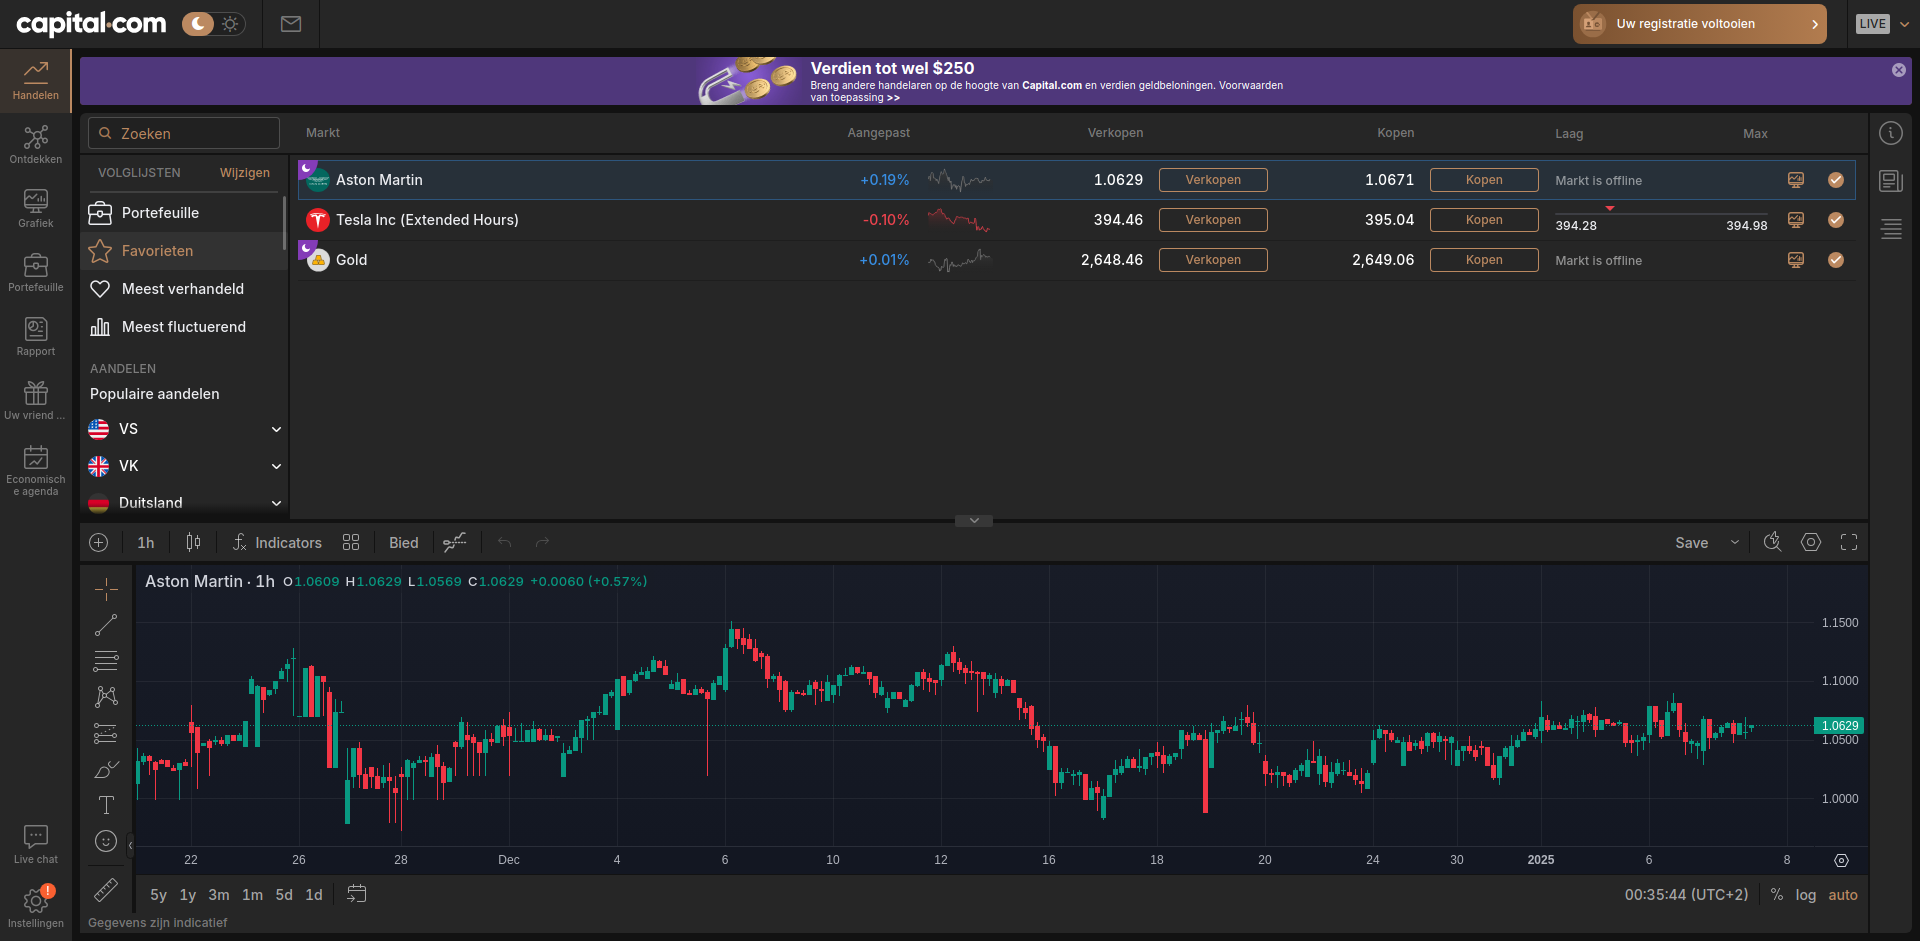 capital.com
Uw registratie voltooien
LIVE
Handelen
Ontdekken
Grafiek
Portefeuille
Rapport
Uw vriend ...
Economisch
e agenda
Live chat
!
Instellingen
Verdien tot wel $250
Breng andere handelaren op de hoogte van Capital.com en verdien geldbeloningen. Voorwaarden
van toepassing >>
Zoeken
VOLGLIJSTEN Wijzigen
Portefeuille
Favorieten
Meest verhandeld
Meest fluctuerend
AANDELEN
Populaire aandelen
VS
VK
Duitsland
Markt Aangepast Verkopen Kopen Laag Max
Aston Martin +0.19% 1.0629 Verkopen 1.0671 Kopen Markt is offline
Tesla Inc (Extended Hours) -0.10% 394.46 Verkopen 395.04 Kopen 394.28 394.98
Gold +0.01% 2,648.46 Verkopen 2,649.06 Kopen Markt is offline
1h Indicators Bied Save
Aston Martin · 1h O1.0609 H1.0629 L1.0569 C1.0629 +0.0060 (+0.57%)
1.1500
1.1000
1.0629
1.0500
1.0000
22 26 28 Dec 4 6 10 12 16 18 20 24 30 2025 6 8
5y 1y 3m 1m 5d 1d 00:35:44 (UTC+2) % log auto
Gegevens zijn indicatief